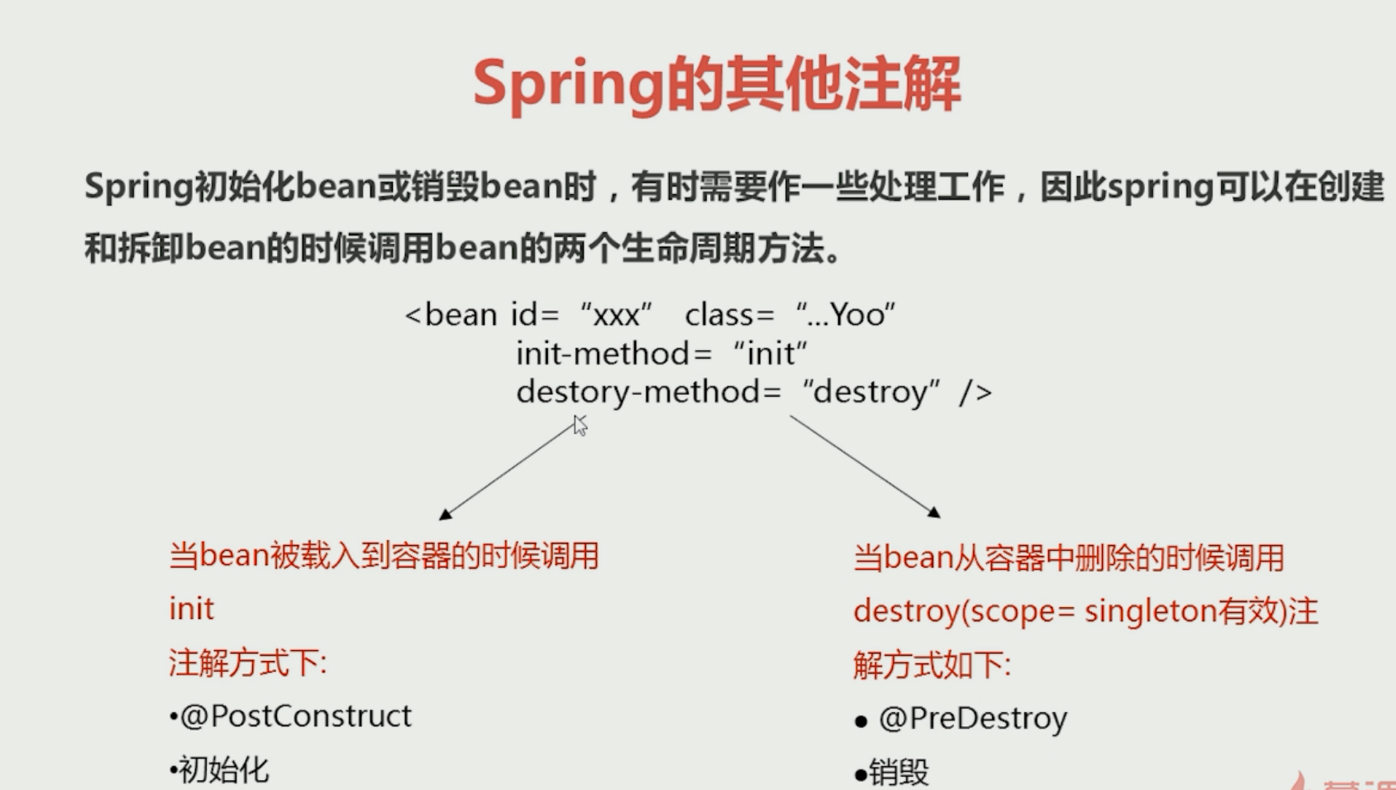 Spring的其他注解
Spring初始化bean或销毁bean时，有时需要作一些处理工作，因此spring可以在创建
和拆卸bean的时候调用bean的两个生命周期方法。
<bean id= “xxx” class= “...Yoo”
init-method= “init”
destory-method= “destroy” />
当bean被载入到容器的时候调用
init
注解方式下:
•@PostConstruct
•初始化
当bean从容器中删除的时候调用
destroy(scope= singleton有效)注
解方式如下:
● @PreDestroy
●销毁